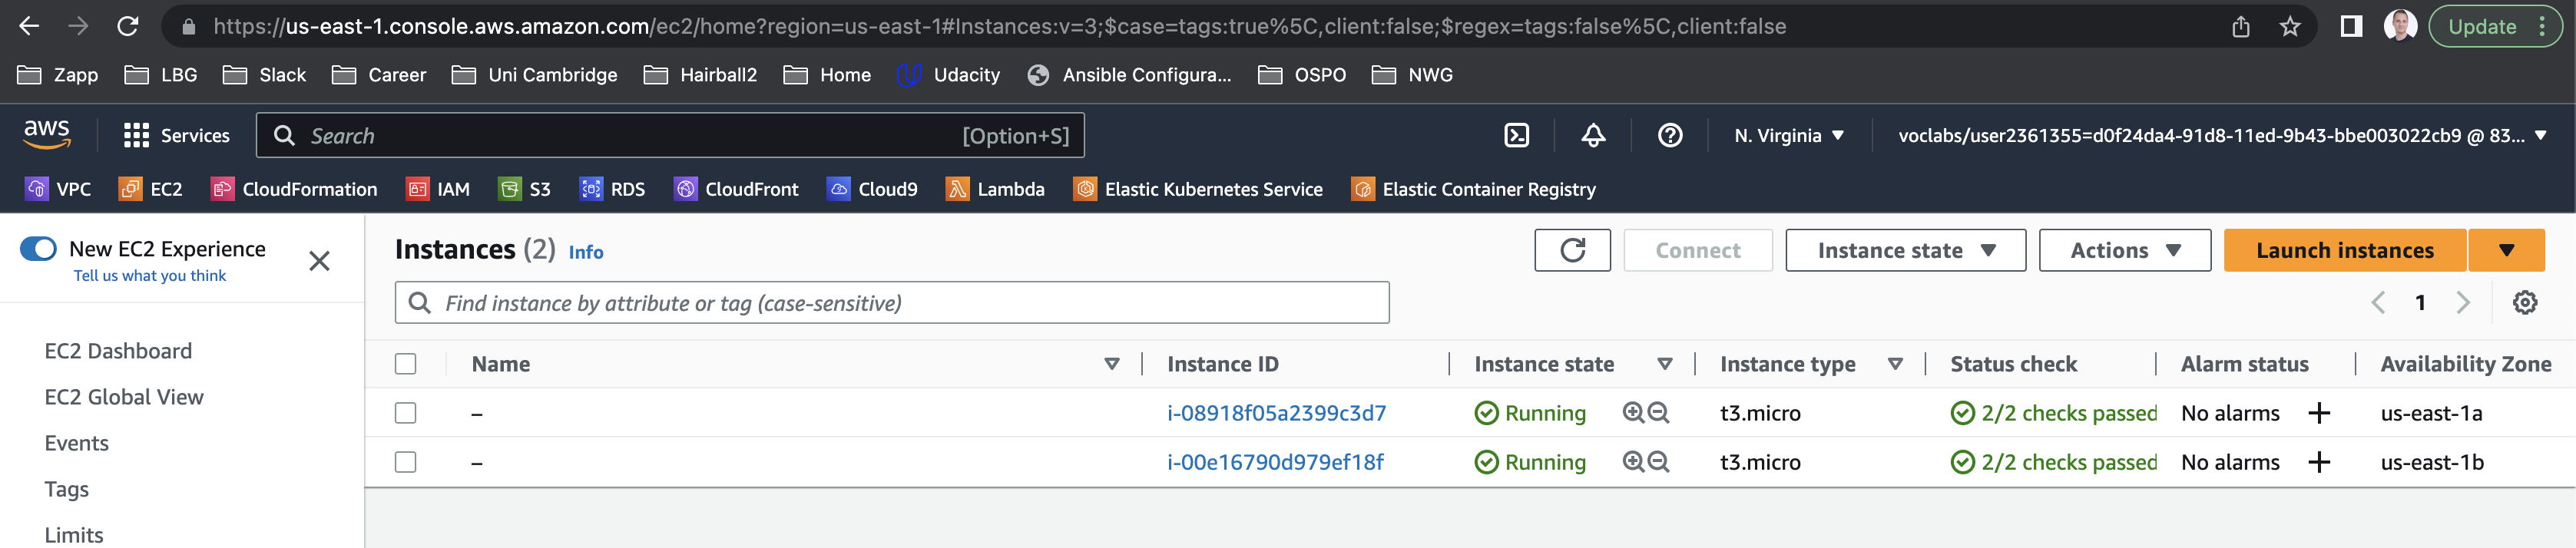 https://us-east-1.console.aws.amazon.com/ec2/home?region=us-east-1#Instances:v=3;$case=tags:true%5C,client:false;$regex=tags:false%5C,client:false
Update
Zapp LBG Slack Career Uni Cambridge Hairball2 Home Udacity Ansible Configura... OSPO NWG
aws Services Search [Option+S] N. Virginia voclabs/user2361355=d0f24da4-91d8-11ed-9b43-bbe003022cb9 @ 83...
VPC EC2 CloudFormation IAM S3 RDS CloudFront Cloud9 Lambda Elastic Kubernetes Service Elastic Container Registry
New EC2 Experience
Tell us what you think
EC2 Dashboard
EC2 Global View
Events
Tags
Limits
Instances (2) Info
Connect Instance state Actions Launch instances
Find instance by attribute or tag (case-sensitive)
1
Name Instance ID Instance state Instance type Status check Alarm status Availability Zone
– i-08918f05a2399c3d7 Running t3.micro 2/2 checks passed No alarms us-east-1a
– i-00e16790d979ef18f Running t3.micro 2/2 checks passed No alarms us-east-1b